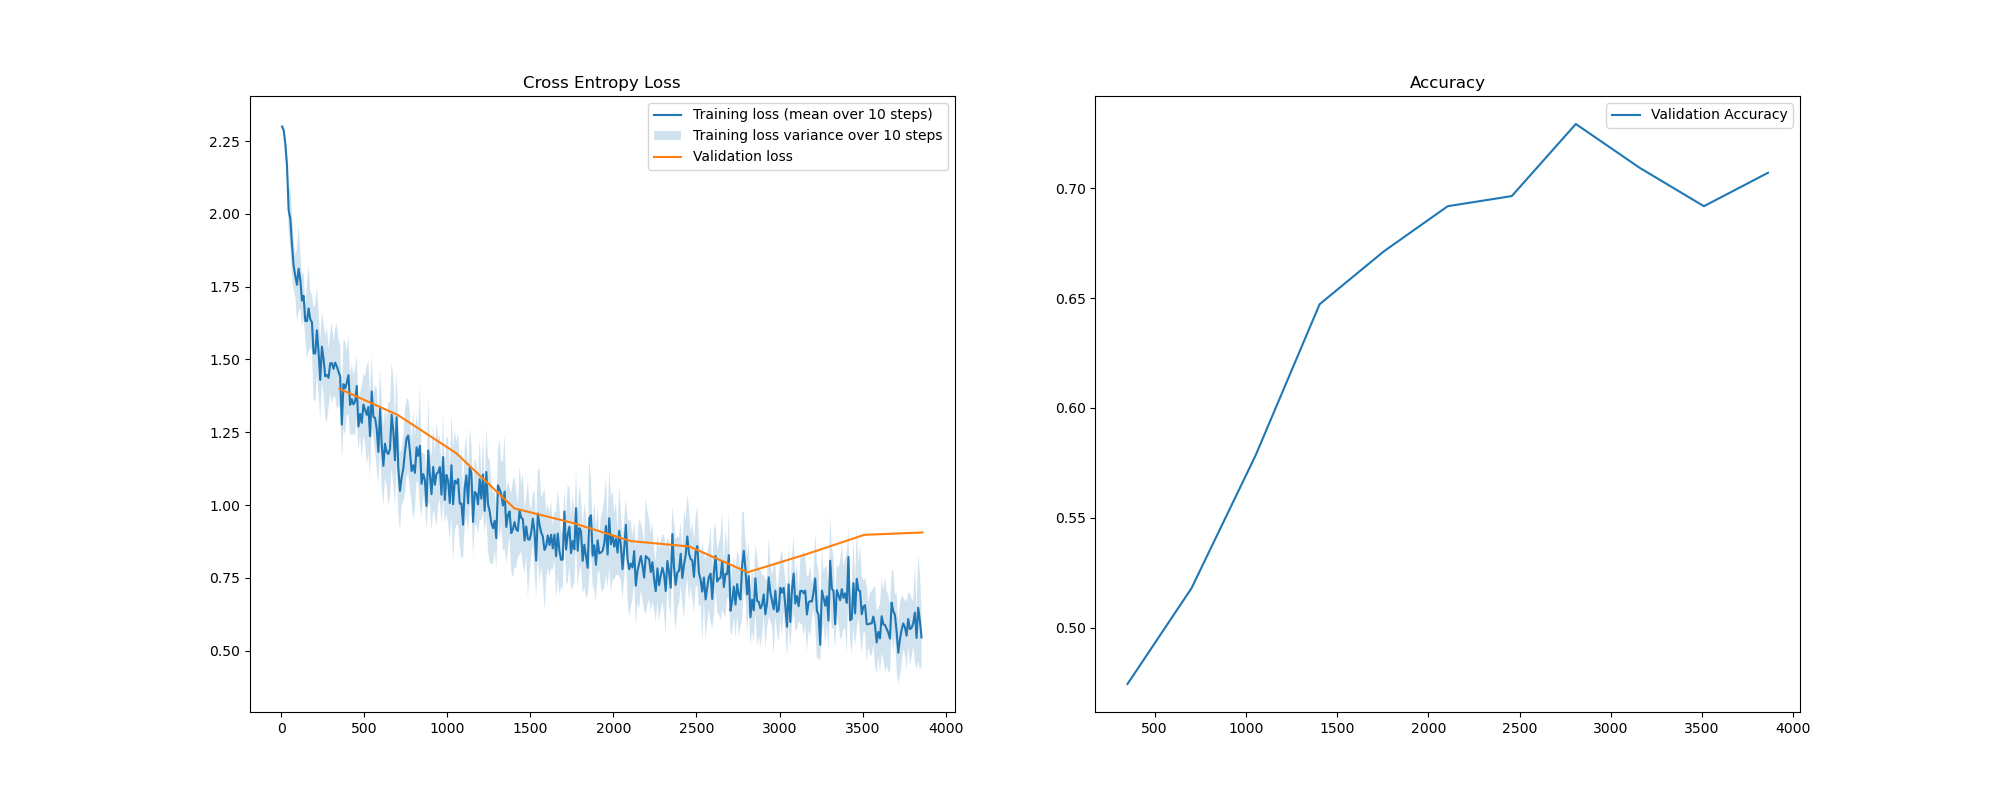 Cross Entropy Loss
Training loss (mean over 10 steps)
Training loss variance over 10 steps
Validation loss
2.25
2.00
1.75
1.50
1.25
1.00
0.75
0.50
0 500 1000 1500 2000 2500 3000 3500 4000
Accuracy
Validation Accuracy
0.70
0.65
0.60
0.55
0.50
500 1000 1500 2000 2500 3000 3500 4000